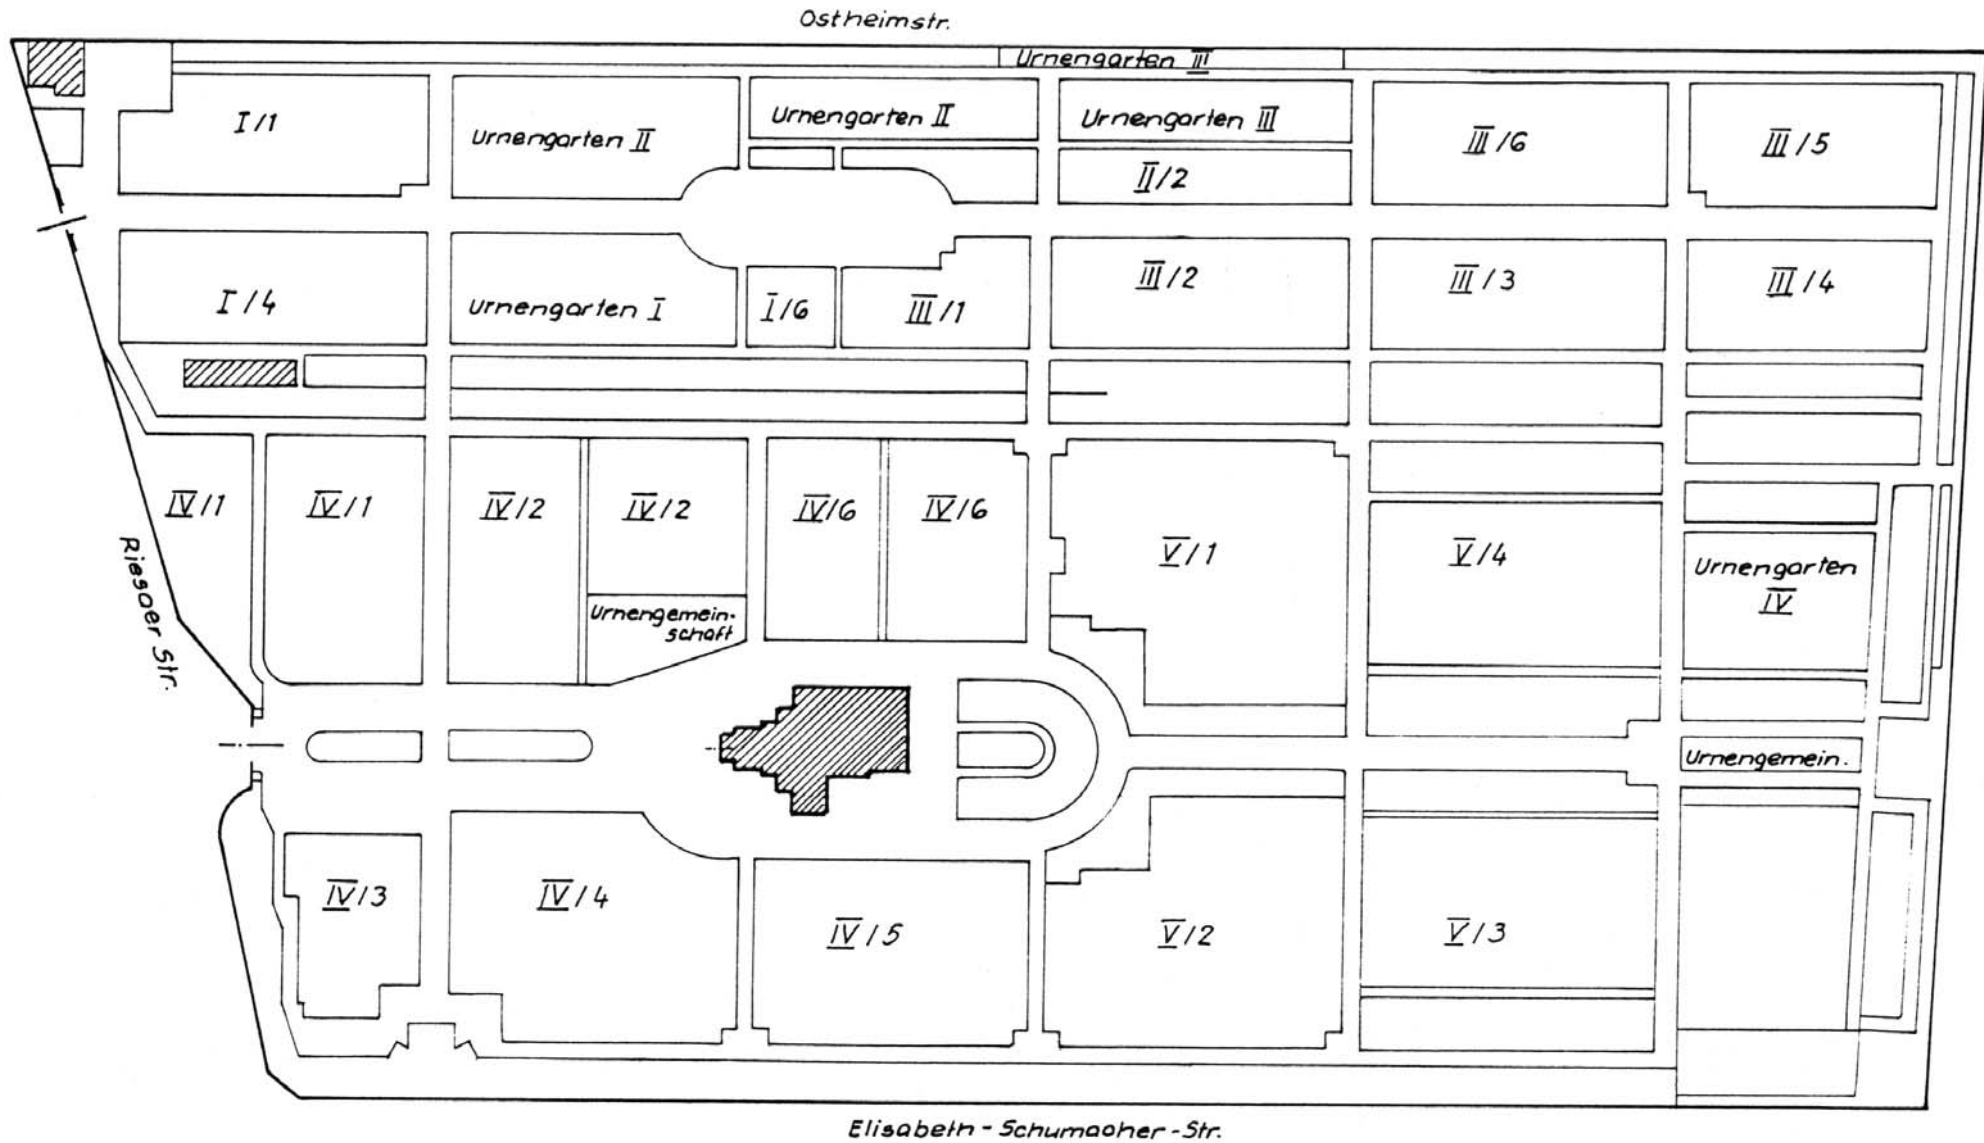 Ostheimstr.
Urnengarten III
I/1
Urnengarten II
Urnengarten II
Urnengarten III
II/2
III/6
III/5
I/4
Urnengarten I
I/6
III/1
III/2
III/3
III/4
IV/1
IV/1
IV/2
IV/2
IV/6
IV/6
V/1
V/4
Urnengarten
IV
Urnengemein-
schaft
Riesaer Str.
Urnengemein.
IV/3
IV/4
IV/5
V/2
V/3
Elisabeth-Schumacher-Str.